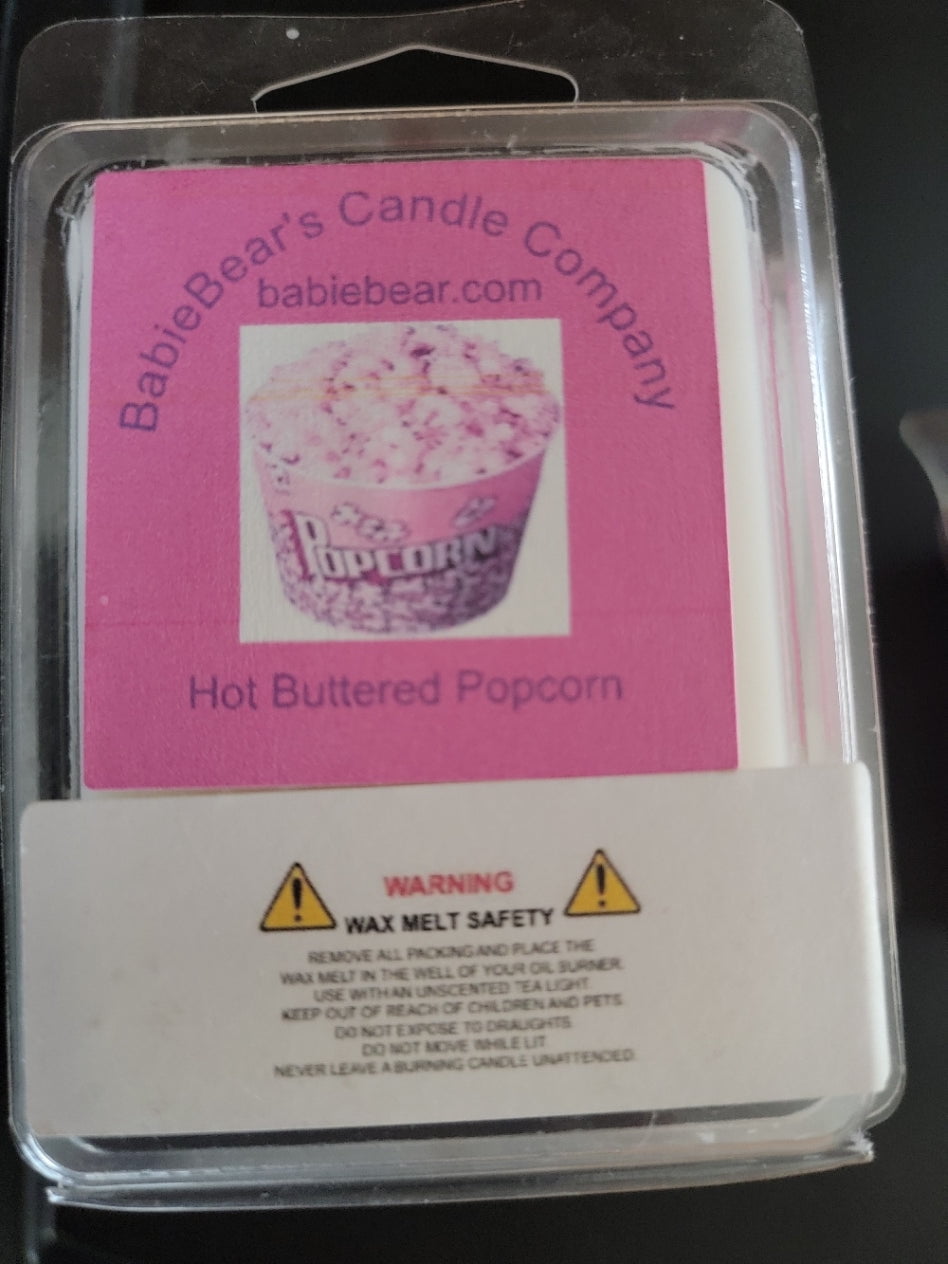 BabieBear's Candle Company
babiebear.com
POPCORN
Hot Buttered Popcorn
WARNING
WAX MELT SAFETY
REMOVE ALL PACKING AND PLACE THE
WAX MELT IN THE WELL OF YOUR OIL BURNER.
USE WITH AN UNSCENTED TEA LIGHT.
KEEP OUT OF REACH OF CHILDREN AND PETS.
DO NOT EXPOSE TO DRAUGHTS.
DO NOT MOVE WHILE LIT.
NEVER LEAVE A BURNING CANDLE UNATTENDED.